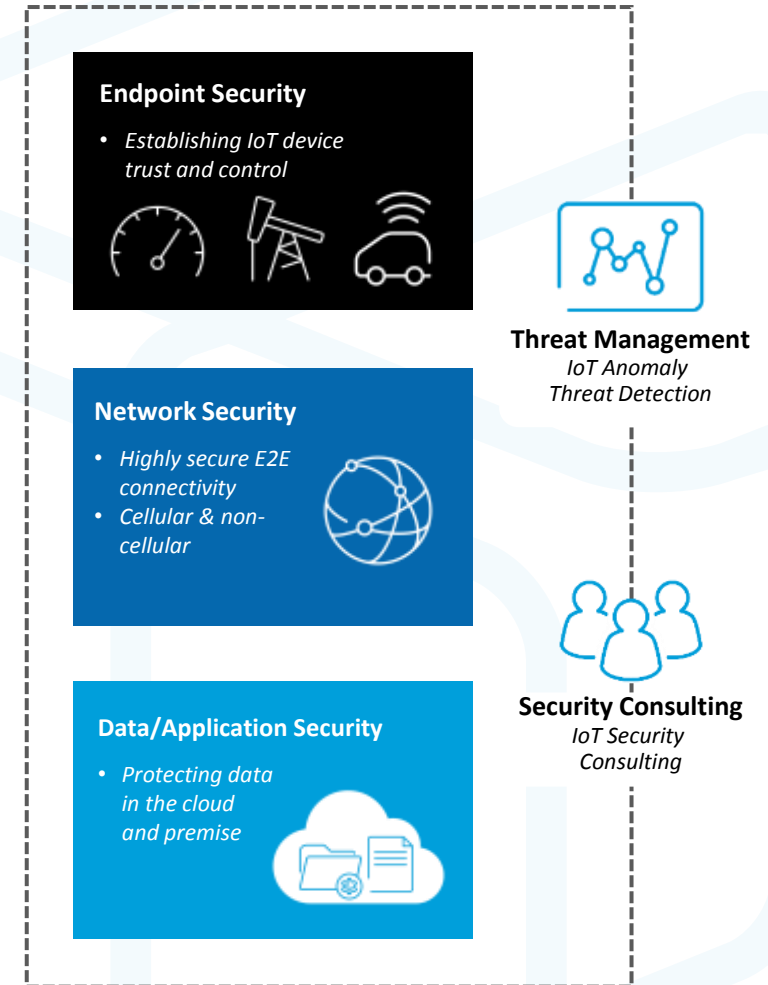 Endpoint Security
• Establishing IoT device
trust and control
Threat Management
IoT Anomaly
Threat Detection
Network Security
• Highly secure E2E
connectivity
• Cellular & non-
cellular
Security Consulting
IoT Security
Consulting
Data/Application Security
• Protecting data
in the cloud
and premise